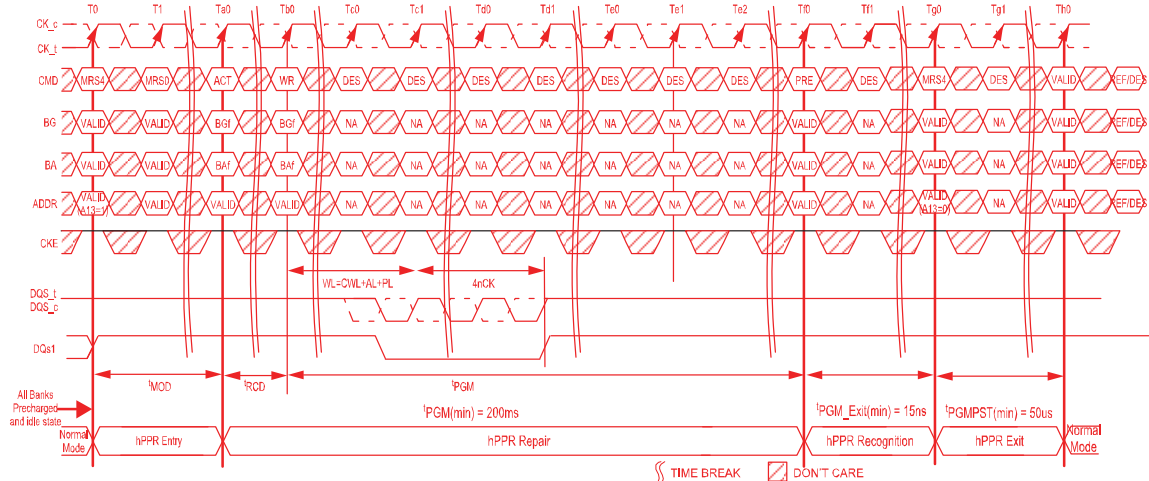 T0 T1 Ta0 Tb0 Tc0 Tc1 Td0 Td1 Te0 Te1 Te2 Tf0 Tf1 Tg0 Tg1 Th0
CK_c
CK_t
CMD MRS4 MRS0 ACT WR DES DES DES DES DES DES DES PRE DES MRS4 DES VALID REF/DES
BG VALID VALID BGf BGf NA NA NA NA NA NA NA VALID NA VALID NA VALID REF/DES
BA VALID VALID BAf BAf NA NA NA NA NA NA NA VALID NA VALID NA VALID REF/DES
ADDR VALID (A13=1) VALID VALID VALID NA NA NA NA NA NA NA VALID NA VALID (A13=0) NA VALID REF/DES
CKE
WL=CWL+AL+PL 4nCK
DQS_t
DQS_c
DQs1
tMOD tRCD tPGM
All Banks
Precharged
and idle state
tPGM(min) = 200ms tPGM_Exit(min) = 15ns tPGMPST(min) = 50us
Normal
Mode
hPPR Entry hPPR Repair hPPR Recognition hPPR Exit
Normal
Mode
TIME BREAK DON'T CARE